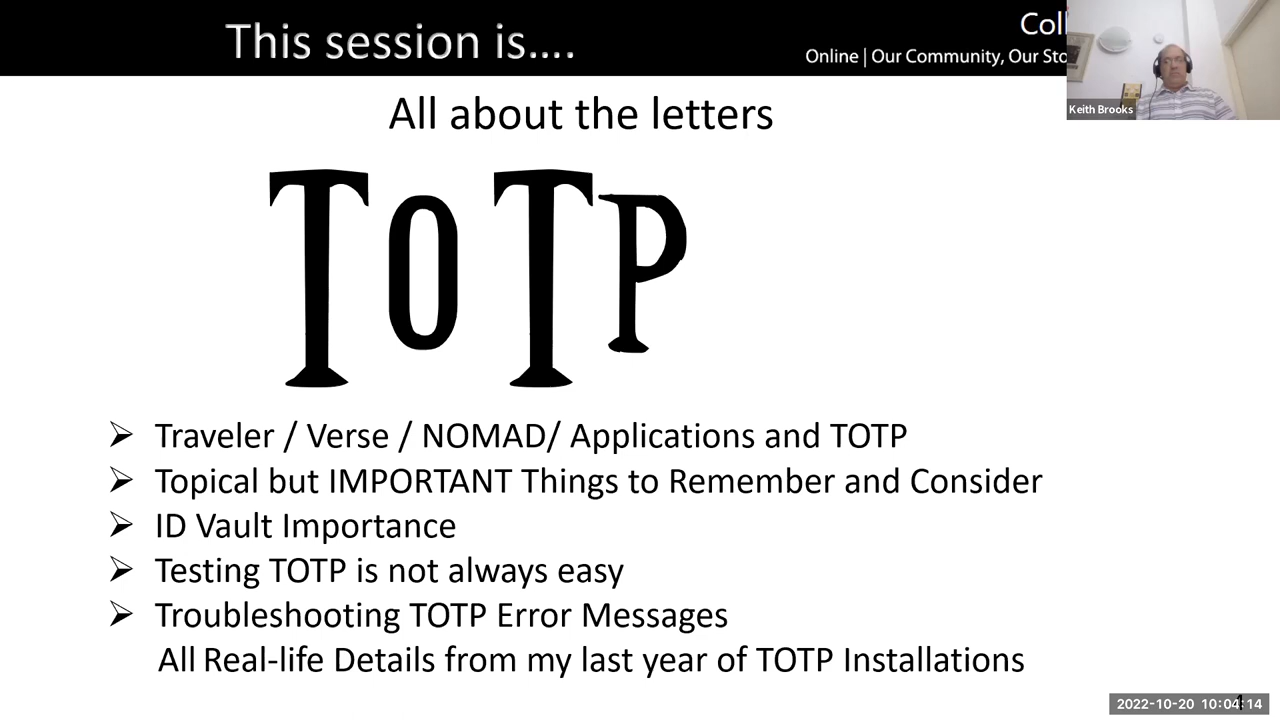 This session is....
Coll
Online | Our Community, Our Sto
Keith Brooks
All about the letters
ToTP
➢ Traveler / Verse / NOMAD/ Applications and TOTP
➢ Topical but IMPORTANT Things to Remember and Consider
➢ ID Vault Importance
➢ Testing TOTP is not always easy
➢ Troubleshooting TOTP Error Messages
All Real-life Details from my last year of TOTP Installations
2022-10-20 10:04:14